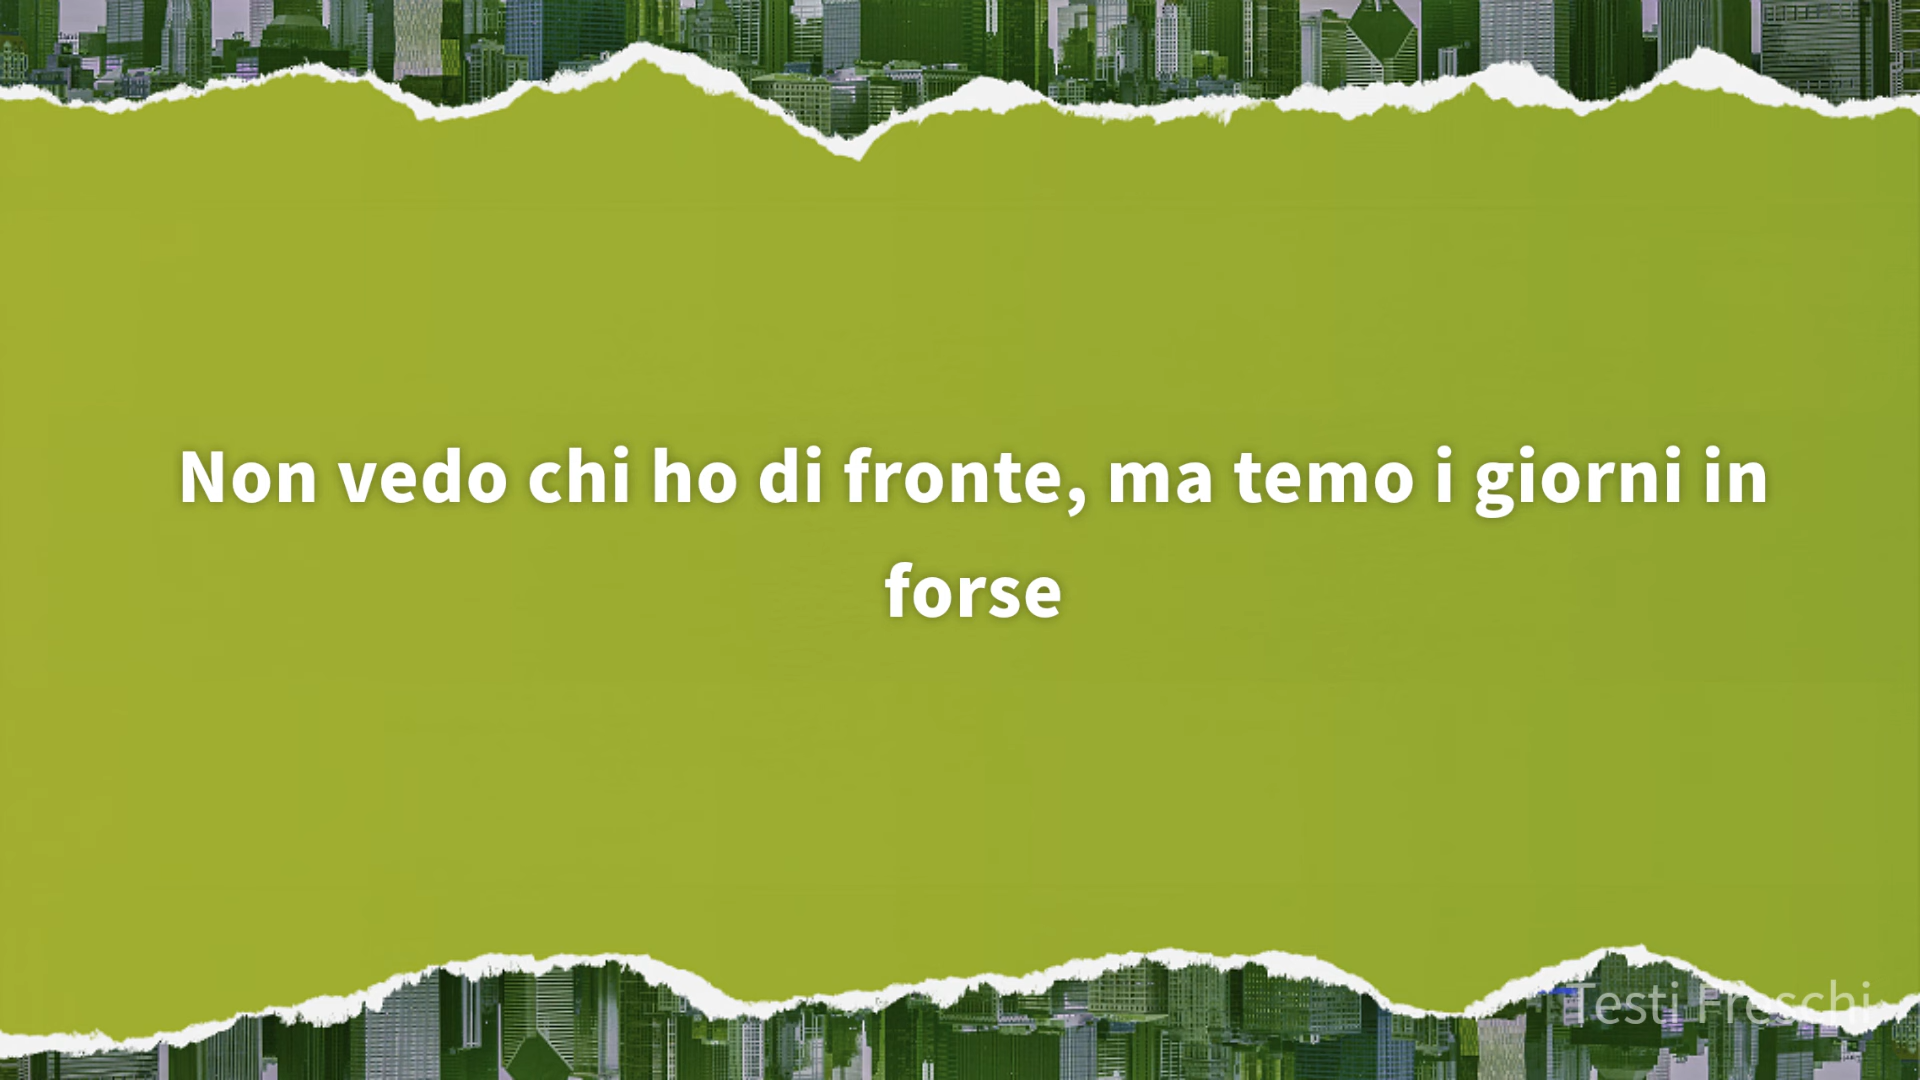 Non vedo chi ho di fronte, ma temo i giorni in
forse
Testi Freschi